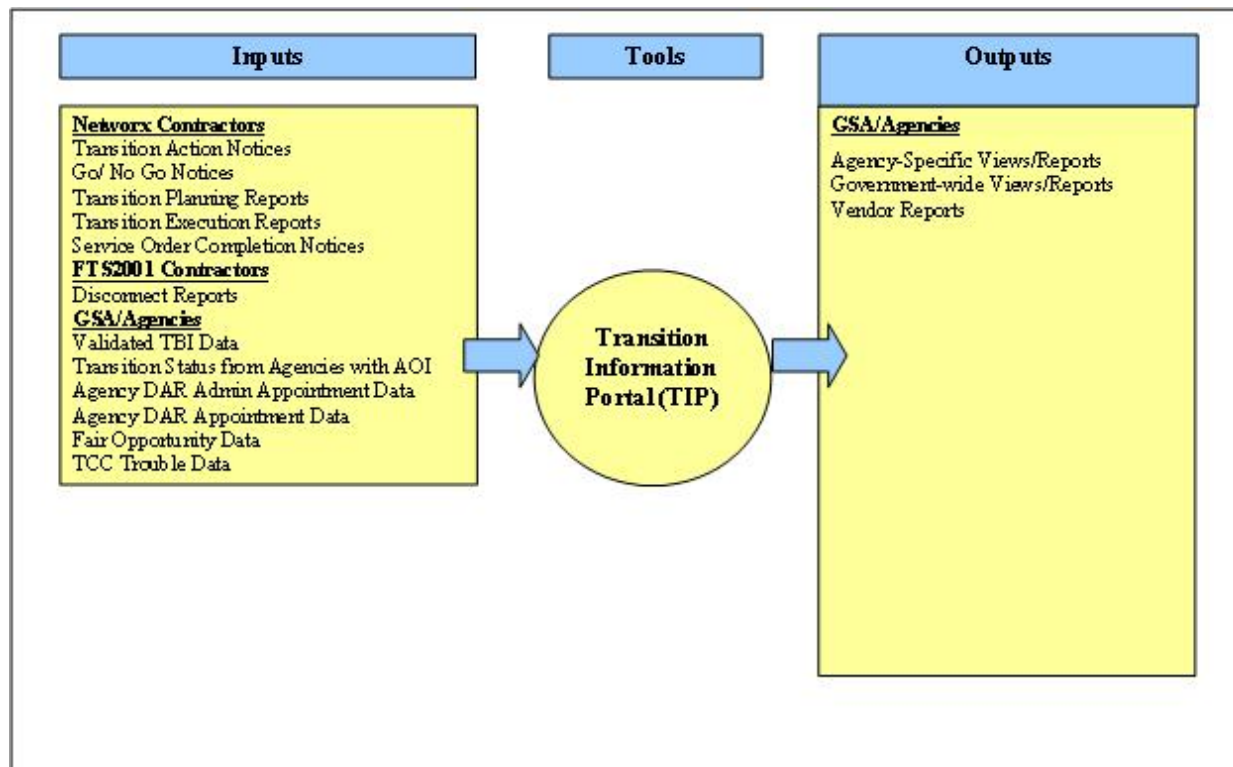 Inputs
Tools
Outputs
Networx Contractors
Transition Action Notices
Go/ No Go Notices
Transition Planning Reports
Transition Execution Reports
Service Order Completion Notices
FTS2001 Contractors
Disconnect Reports
GSA/Agencies
Validated TBI Data
Transition Status from Agencies with AOI
Agency DAR Admin Appointment Data
Agency DAR Appointment Data
Fair Opportunity Data
TCC Trouble Data
Transition
Information
Portal (TIP)
GSA/Agencies
Agency-Specific Views/Reports
Government-wide Views/Reports
Vendor Reports